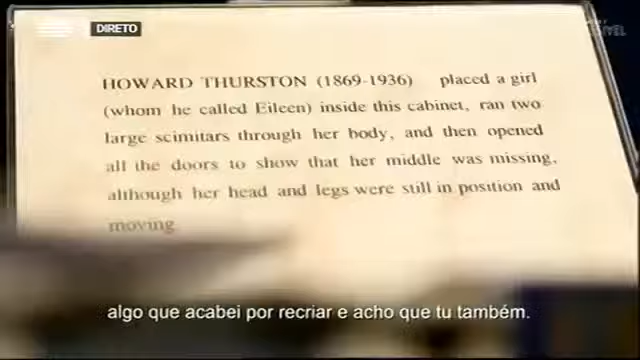 DIRETO
HOWARD THURSTON (1869-1936) placed a girl
(whom he called Eileen) inside this cabinet, ran two
large scimitars through her body, and then opened
all the doors to show that her middle was missing,
although her head and legs were still in position and
moving
algo que acabei por recriar e acho que tu também.